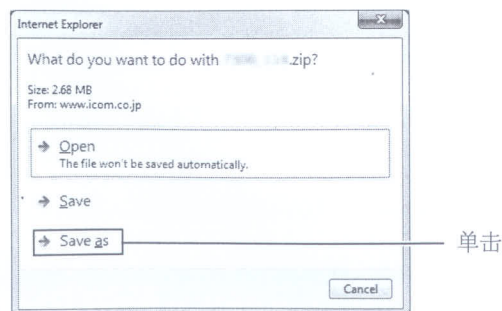 Internet Explorer
What do you want to do with .zip?
Size: 2.68 MB
From: www.icom.co.jp
Open
The file won't be saved automatically.
Save
Save as
单击
Cancel